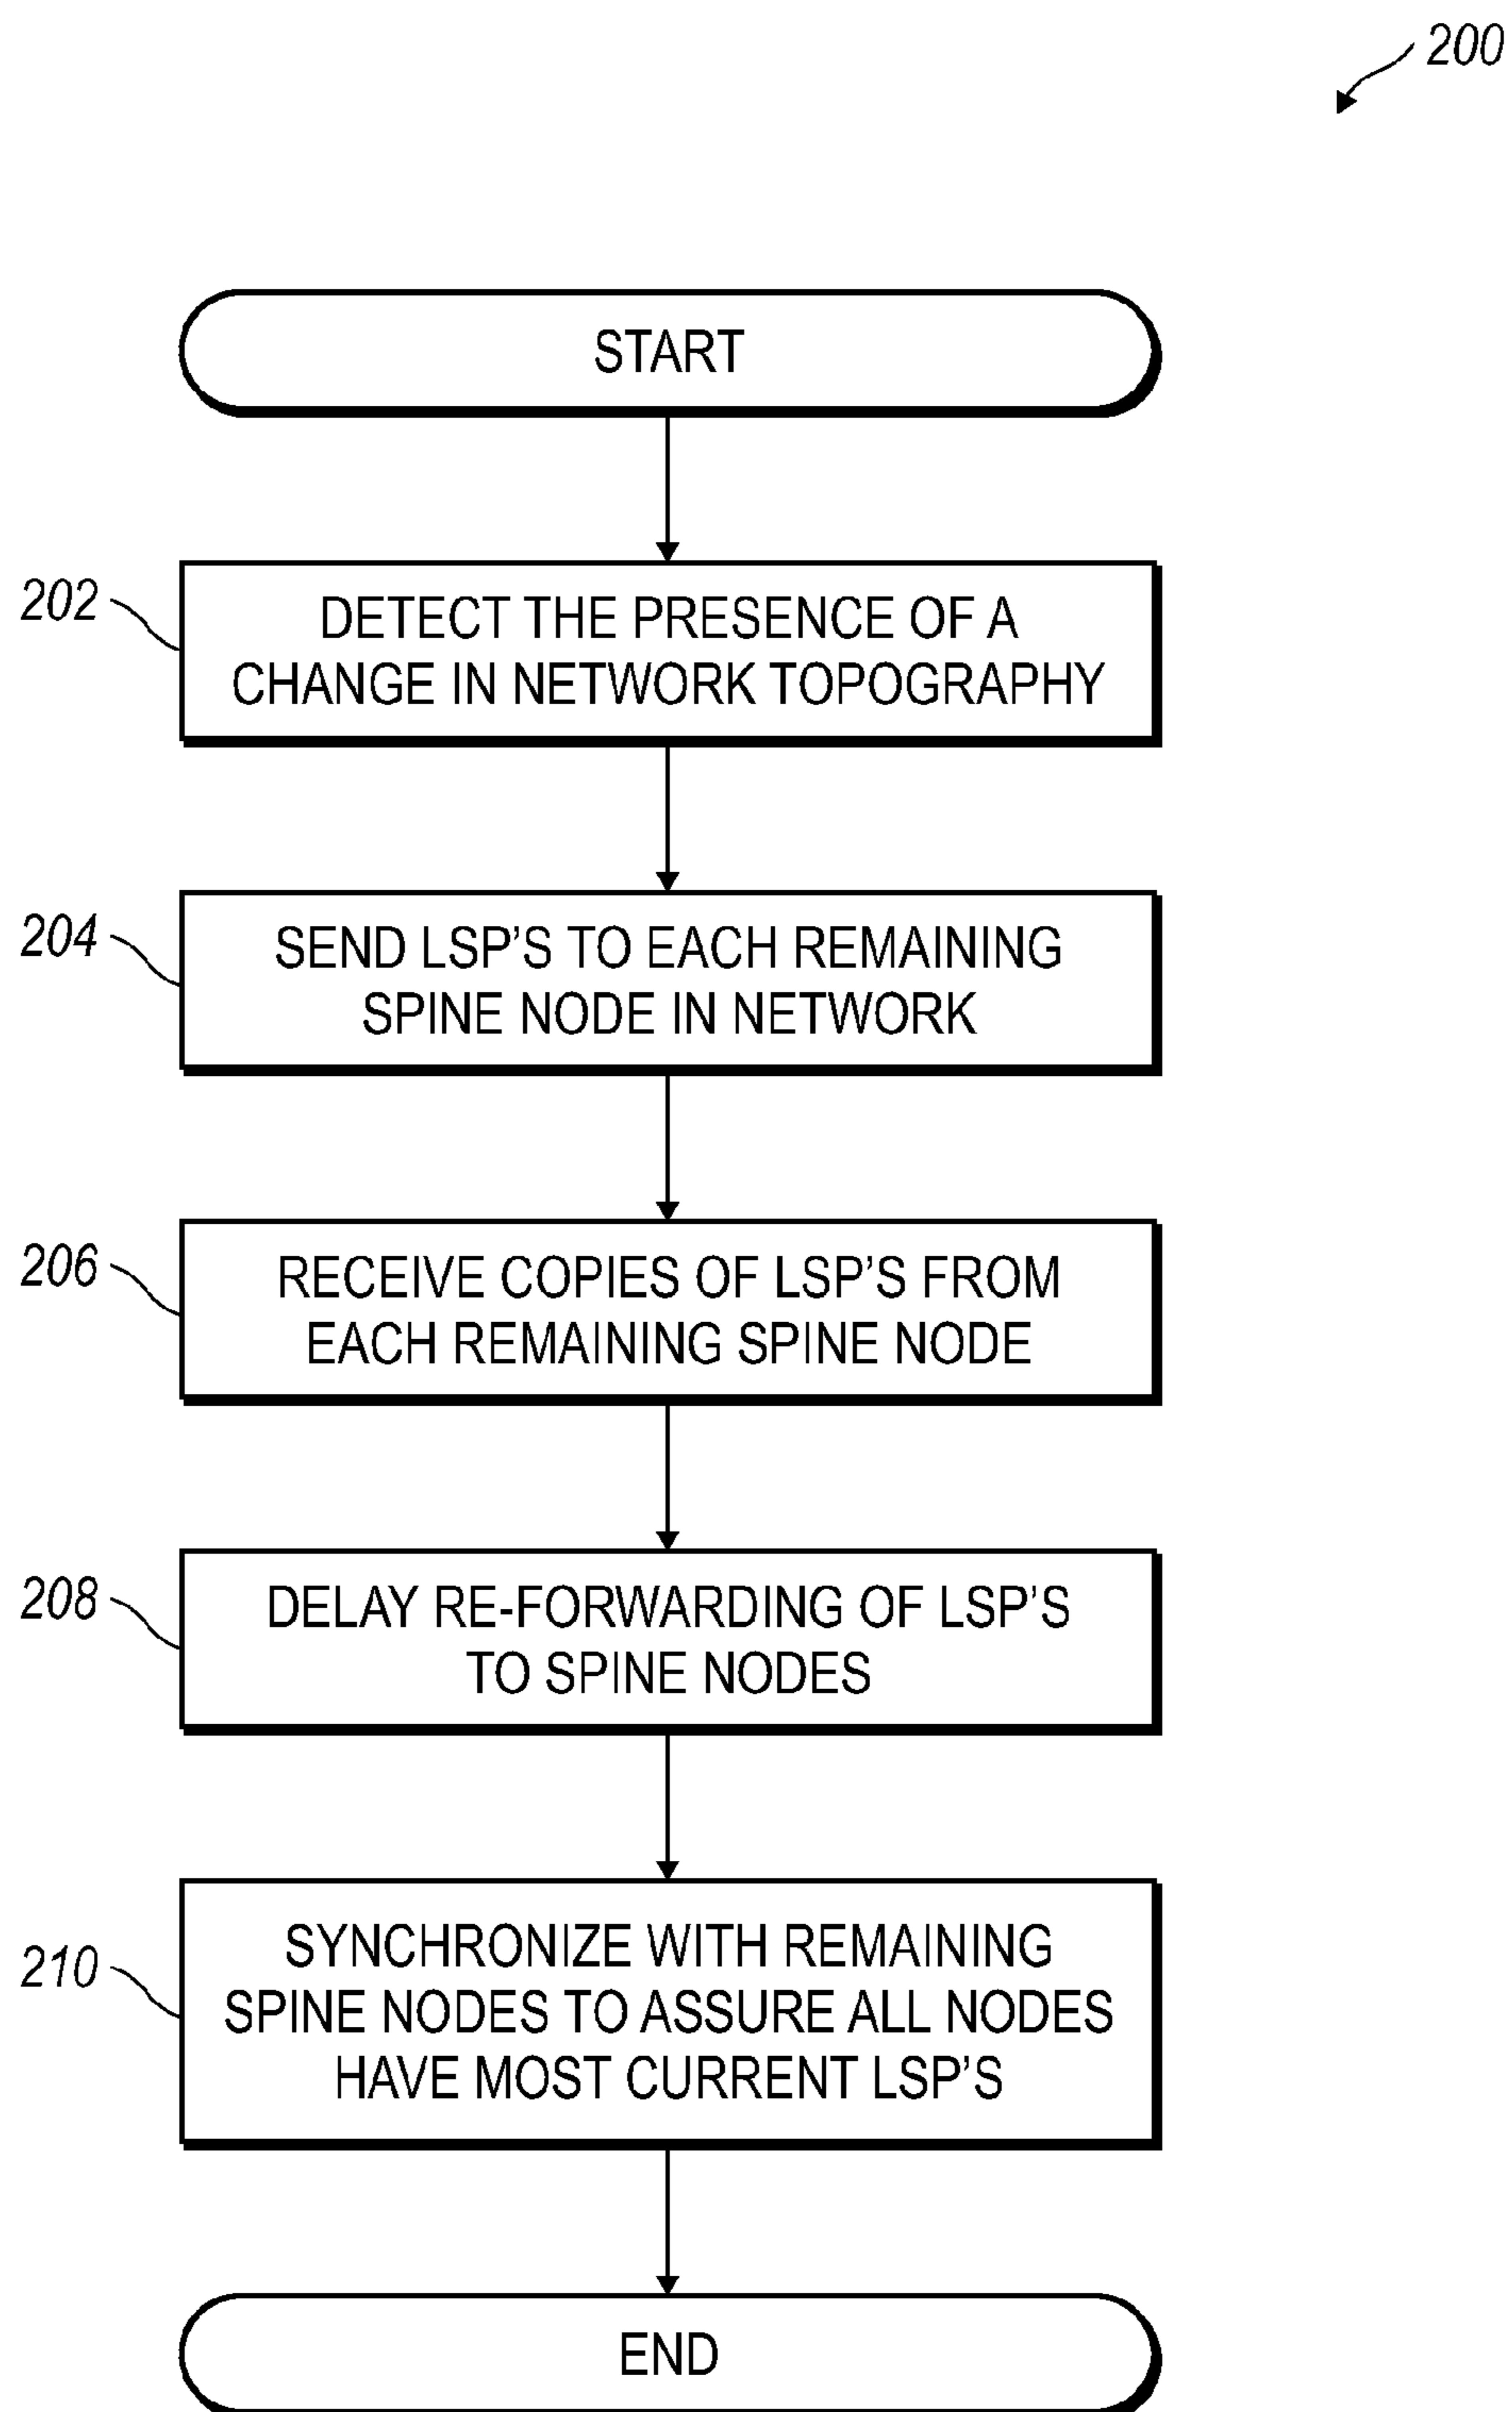 200
START
202
DETECT THE PRESENCE OF A
CHANGE IN NETWORK TOPOGRAPHY
204
SEND LSP'S TO EACH REMAINING
SPINE NODE IN NETWORK
206
RECEIVE COPIES OF LSP'S FROM
EACH REMAINING SPINE NODE
208
DELAY RE-FORWARDING OF LSP'S
TO SPINE NODES
210
SYNCHRONIZE WITH REMAINING
SPINE NODES TO ASSURE ALL NODES
HAVE MOST CURRENT LSP'S
END